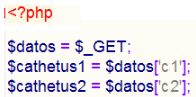 <?php
$datos = $_GET;
$cathetus1 = $datos['c1'];
$cathetus2 = $datos['c2'];